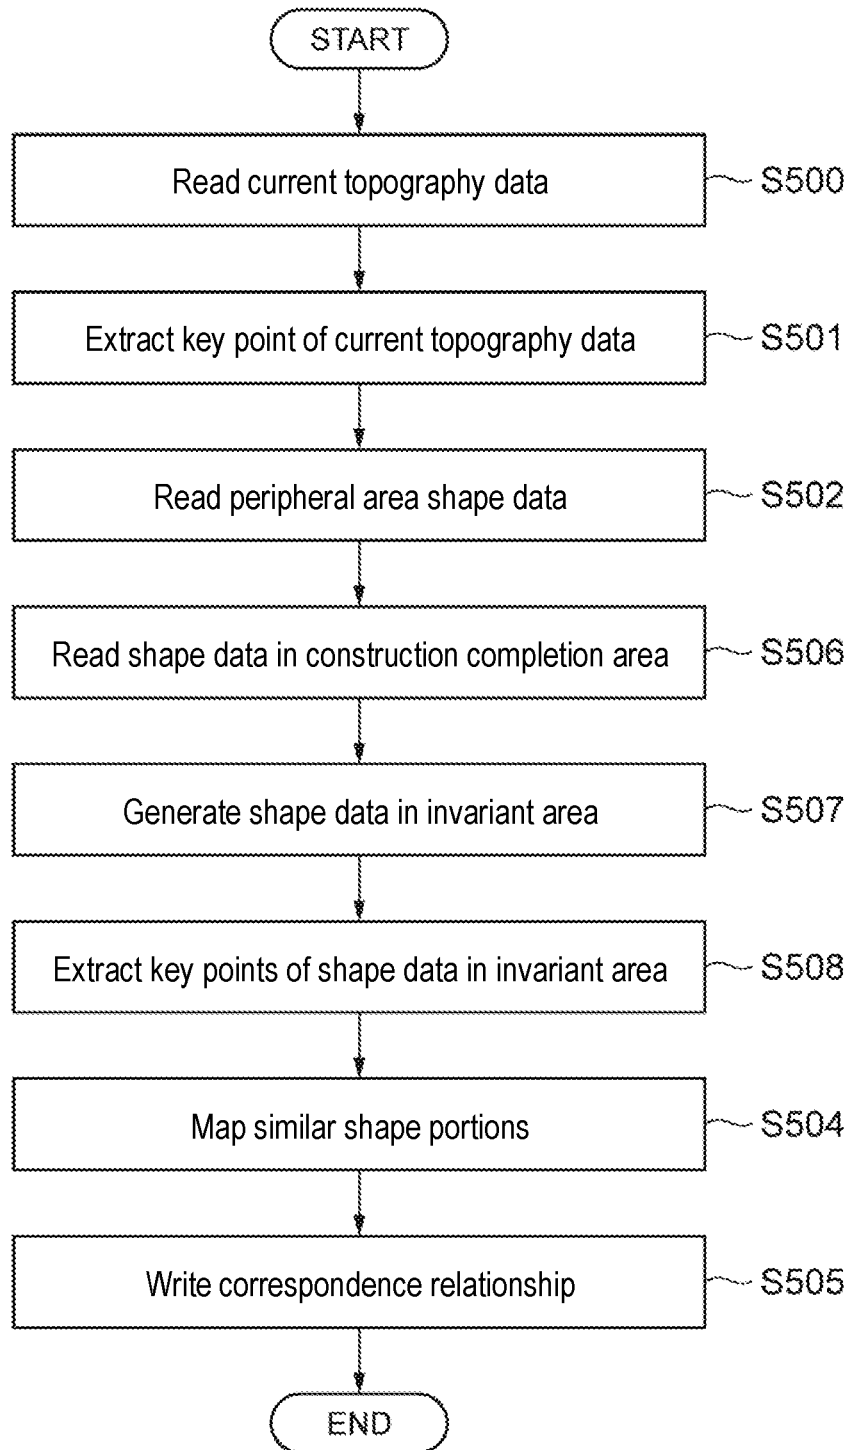 START
Read current topography data
S500
Extract key point of current topography data
S501
Read peripheral area shape data
S502
Read shape data in construction completion area
S506
Generate shape data in invariant area
S507
Extract key points of shape data in invariant area
S508
Map similar shape portions
S504
Write correspondence relationship
S505
END